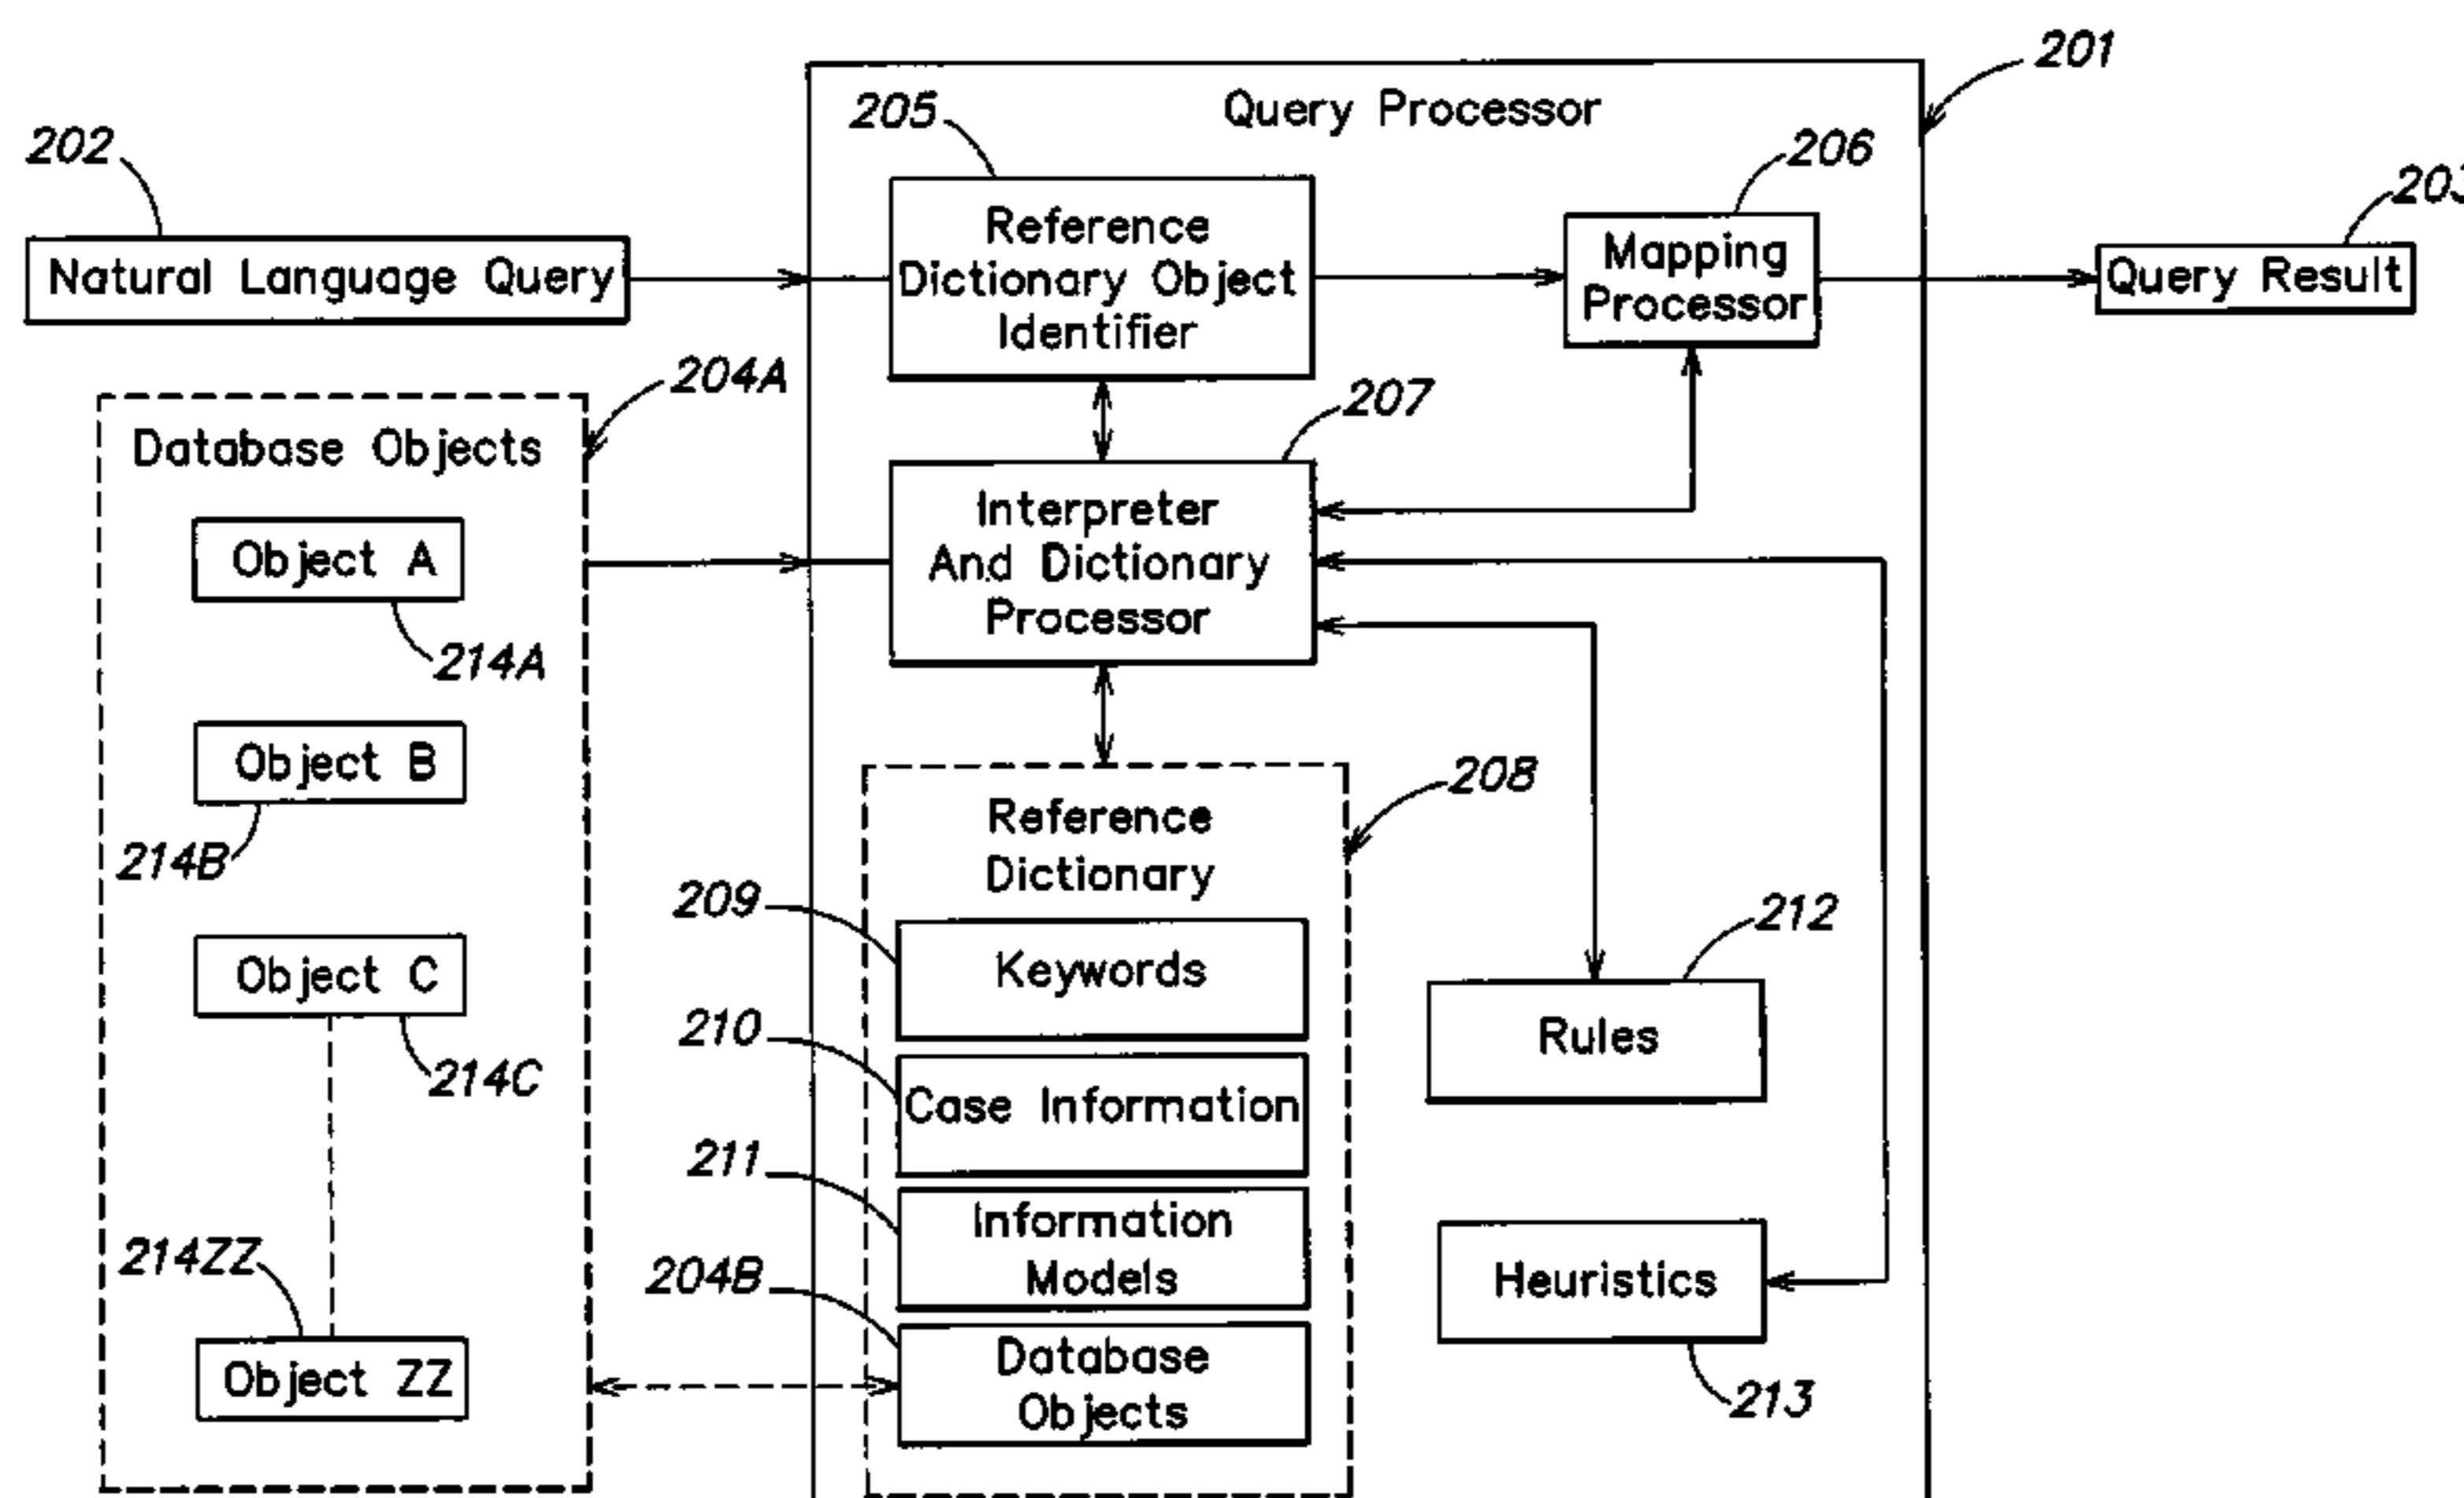 201
Query Processor
205
202
206
203
Reference
Dictionary Object
Identifier
Mapping
Processor
Natural Language Query
Query Result
204A
207
Database Objects
Interpreter
And Dictionary
Processor
Object A
214A
Object B
214B
208
Reference
Dictionary
209
Keywords
212
Object C
214C
210
Case Information
Rules
211
Information
Models
214ZZ
204B
Heuristics
Object ZZ
Database
Objects
213